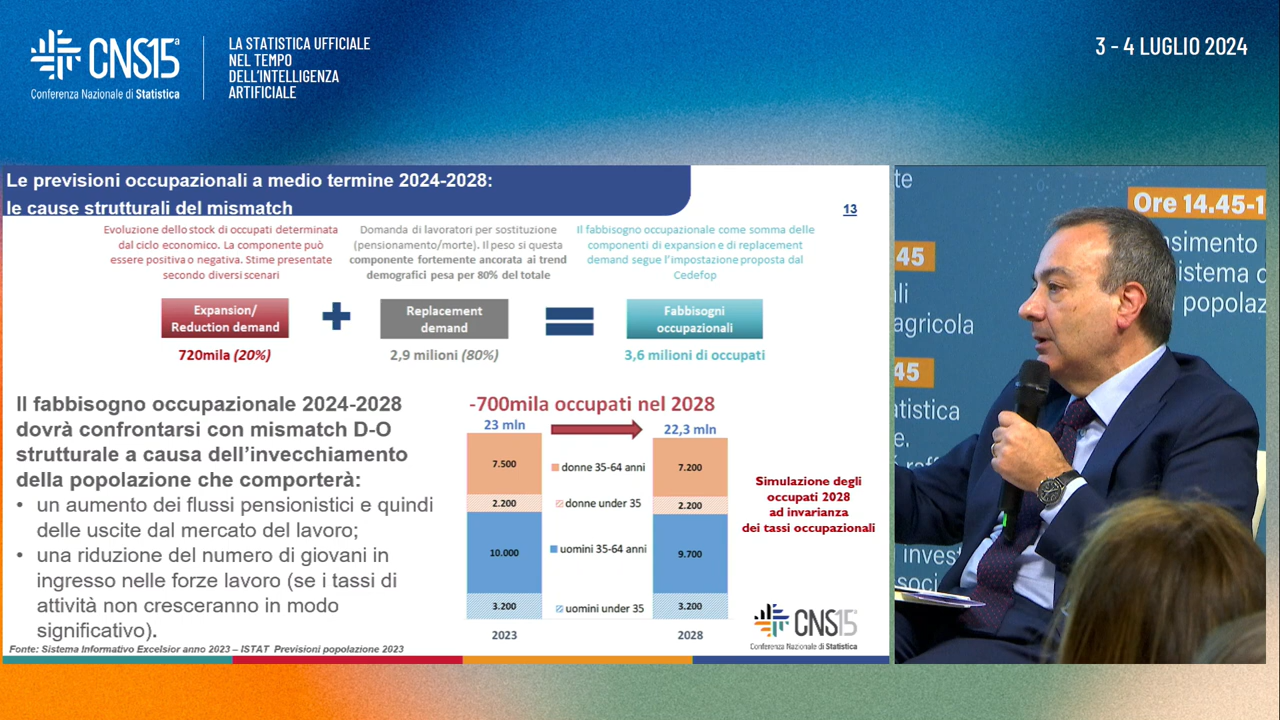 CNS15ª
Conferenza Nazionale di Statistica
LA STATISTICA UFFICIALE
NEL TEMPO
DELL'INTELLIGENZA
ARTIFICIALE
3 - 4 LUGLIO 2024
Le previsioni occupazionali a medio termine 2024-2028:
le cause strutturali del mismatch
13
Evoluzione dello stock di occupati determinata
dal ciclo economico. La componente può
essere positiva o negativa. Stime presentate
secondo diversi scenari
Domanda di lavoratori per sostituzione
(pensionamento/morte). Il peso si questa
componente fortemente ancorata ai trend
demografici pesa per 80% del totale
Il fabbisogno occupazionale come somma delle
componenti di expansion e di replacement
demand segue l'impostazione proposta dal
Cedefop
Expansion/
Reduction demand
+
Replacement
demand
=
Fabbisogni
occupazionali
720mila (20%)
2,9 milioni (80%)
3,6 milioni di occupati
Il fabbisogno occupazionale 2024-2028
dovrà confrontarsi con mismatch D-O
strutturale a causa dell'invecchiamento
della popolazione che comporterà:
• un aumento dei flussi pensionistici e quindi
delle uscite dal mercato del lavoro;
• una riduzione del numero di giovani in
ingresso nelle forze lavoro (se i tassi di
attività non cresceranno in modo
significativo).
Fonte: Sistema Informativo Excelsior anno 2023 – ISTAT Previsioni popolazione 2023
-700mila occupati nel 2028
23 mln
22,3 mln
7.500
donne 35-64 anni
7.200
2.200
donne under 35
2.200
10.000
uomini 35-64 anni
9.700
3.200
uomini under 35
3.200
2023
2028
Simulazione degli
occupati 2028
ad invarianza
dei tassi occupazionali
CNS15ª
Conferenza Nazionale di Statistica
te
45
li
agricola
45
atistica
e.
invest
soci
Ore 14.45-1
nsimento
istema
popolaz